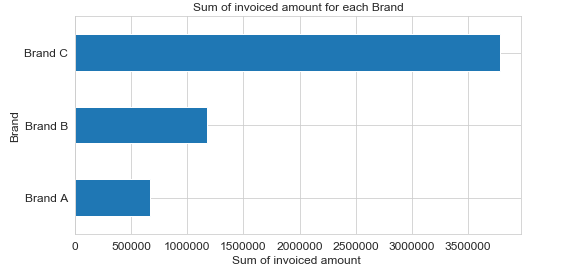 Sum of invoiced amount for each Brand
Brand C
Brand B
Brand A
Brand
0 500000 1000000 1500000 2000000 2500000 3000000 3500000
Sum of invoiced amount